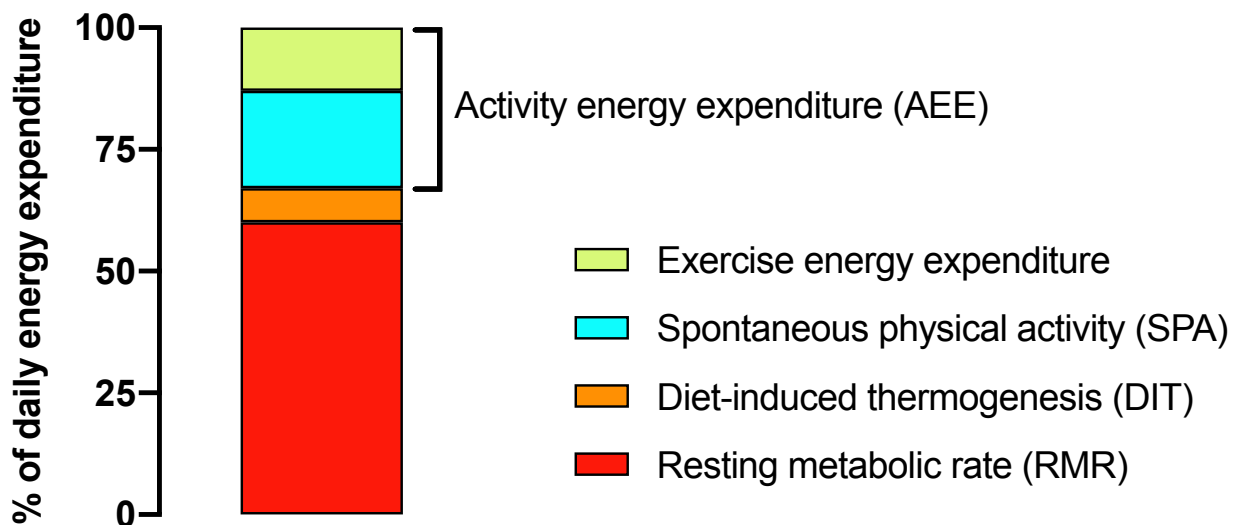 % of daily energy expenditure
100
75
50
25
0
Activity energy expenditure (AEE)
Exercise energy expenditure
Spontaneous physical activity (SPA)
Diet-induced thermogenesis (DIT)
Resting metabolic rate (RMR)